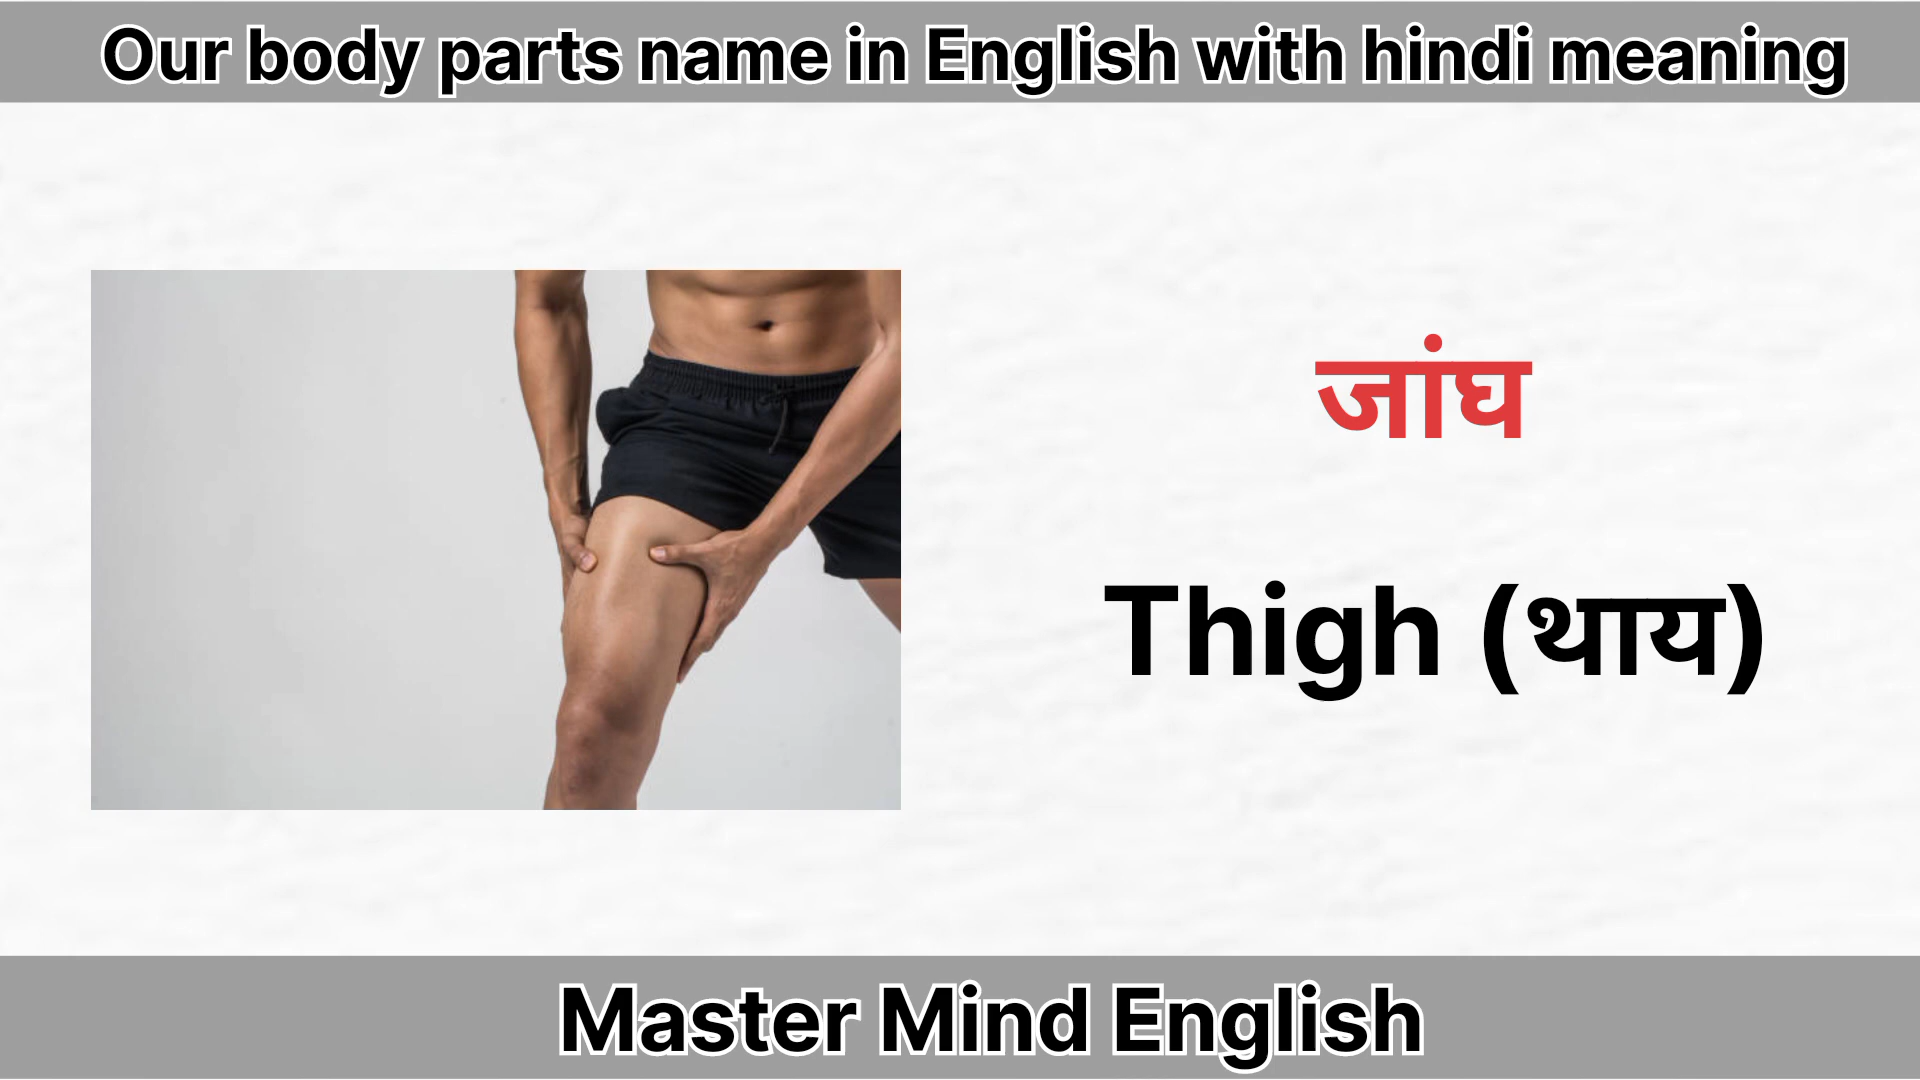 Our body parts name in English with hindi meaning
जांघ
Thigh (थाय)
Master Mind English